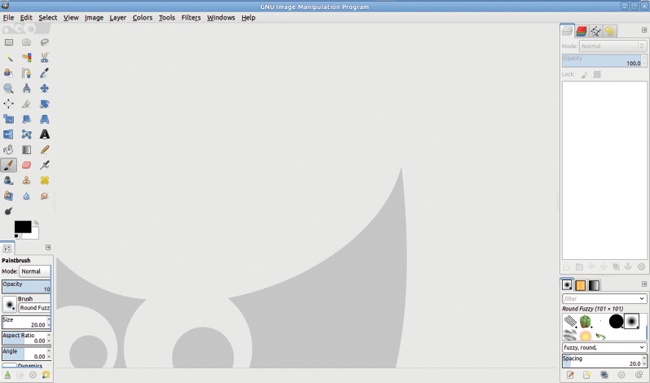 GNU Image Manipulation Program
File Edit Select View Image Layer Colors Tools Filters Windows Help
Paintbrush
Mode: Normal
Opacity
10
Brush
Round Fuzz
Size
20.00
Aspect Ratio
0.00
Angle
0.00
Dynamics
Mode: Normal
Opacity
100.0
Lock:
filter
Round Fuzzy (101 × 101)
fuzzy, round,
Spacing
20.0